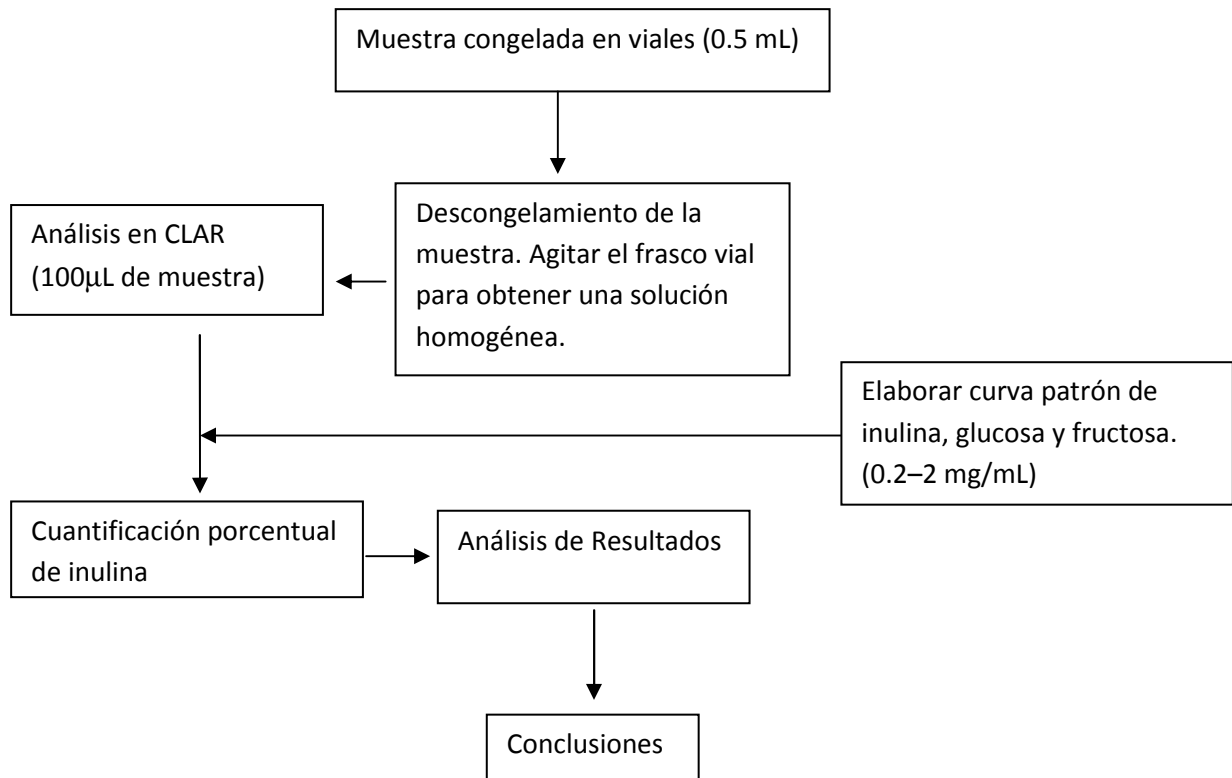 Muestra congelada en viales (0.5 mL)
Descongelamiento de la
muestra. Agitar el frasco vial
para obtener una solución
homogénea.
Análisis en CLAR
(100μL de muestra)
Elaborar curva patrón de
inulina, glucosa y fructosa.
(0.2–2 mg/mL)
Cuantificación porcentual
de inulina
Análisis de Resultados
Conclusiones